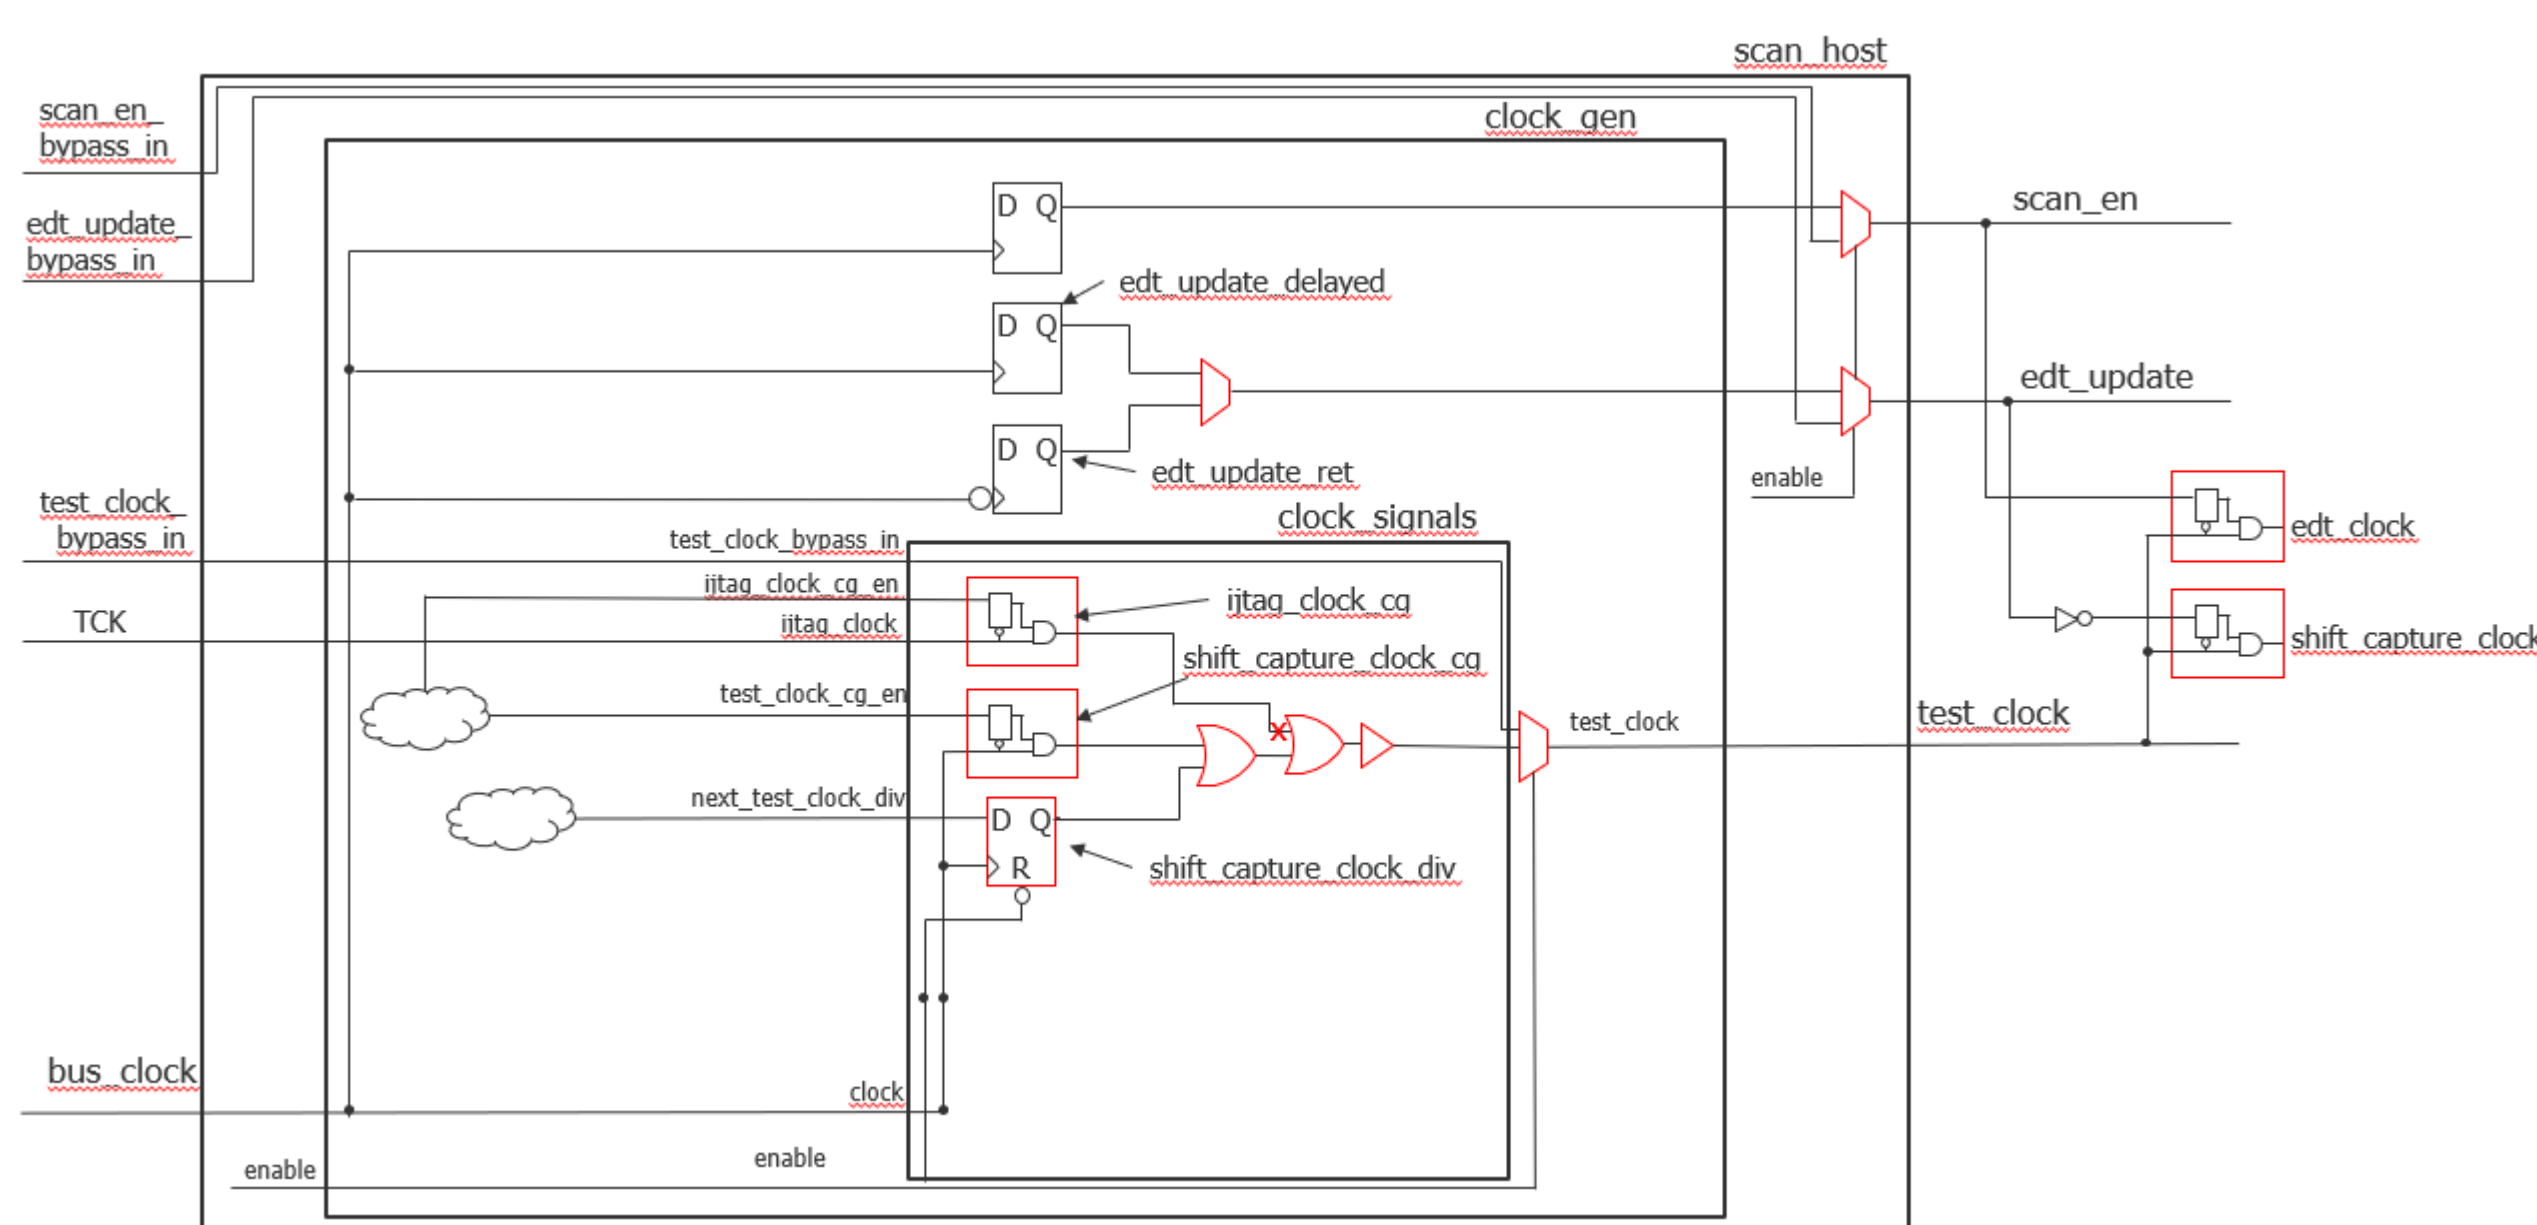 scan_host
scan_en_
bypass_in
clock_gen
edt_update_
bypass_in
D Q
scan_en
edt_update_delayed
D Q
edt_update
D Q
edt_update_ret
enable
test_clock_
bypass_in
clock_signals
test_clock_bypass_in
edt_clock
ijtag_clock_cg_en
ijtag_clock_cg
TCK
ijtag_clock
shift_capture_clock
shift_capture_clock_cg
test_clock_cg_en
test_clock
test_clock
X
next_test_clock_div
D Q
R
shift_capture_clock_div
bus_clock
clock
enable
enable